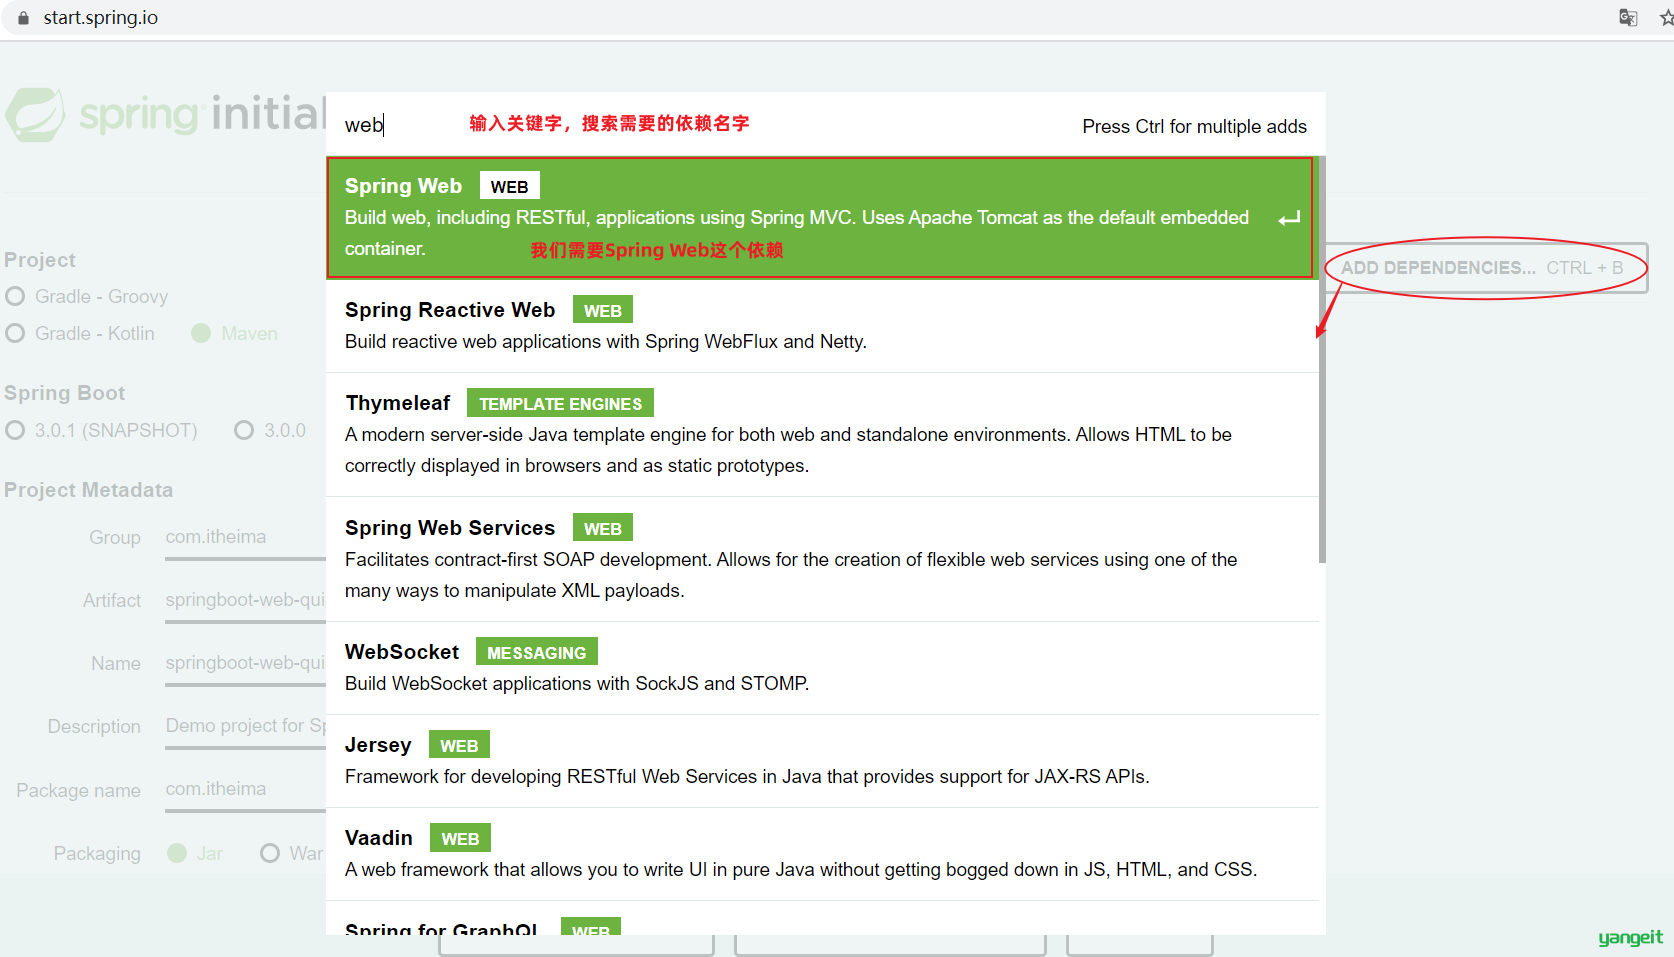 start.spring.io
spring initial
web
输入关键字，搜索需要的依赖名字
Press Ctrl for multiple adds
Spring Web WEB
Build web, including RESTful, applications using Spring MVC. Uses Apache Tomcat as the default embedded
container.
我们需要Spring Web这个依赖
ADD DEPENDENCIES... CTRL + B
Project
Gradle - Groovy
Gradle - Kotlin Maven
Spring Boot
3.0.1 (SNAPSHOT) 3.0.0
Project Metadata
Group com.itheima
Artifact springboot-web-qui
Name springboot-web-qui
Description Demo project for Sp
Package name com.itheima
Packaging Jar War
Spring Reactive Web WEB
Build reactive web applications with Spring WebFlux and Netty.
Thymeleaf TEMPLATE ENGINES
A modern server-side Java template engine for both web and standalone environments. Allows HTML to be
correctly displayed in browsers and as static prototypes.
Spring Web Services WEB
Facilitates contract-first SOAP development. Allows for the creation of flexible web services using one of the
many ways to manipulate XML payloads.
WebSocket MESSAGING
Build WebSocket applications with SockJS and STOMP.
Jersey WEB
Framework for developing RESTful Web Services in Java that provides support for JAX-RS APIs.
Vaadin WEB
A web framework that allows you to write UI in pure Java without getting bogged down in JS, HTML, and CSS.
Spring for GraphQL WEB
yangeit